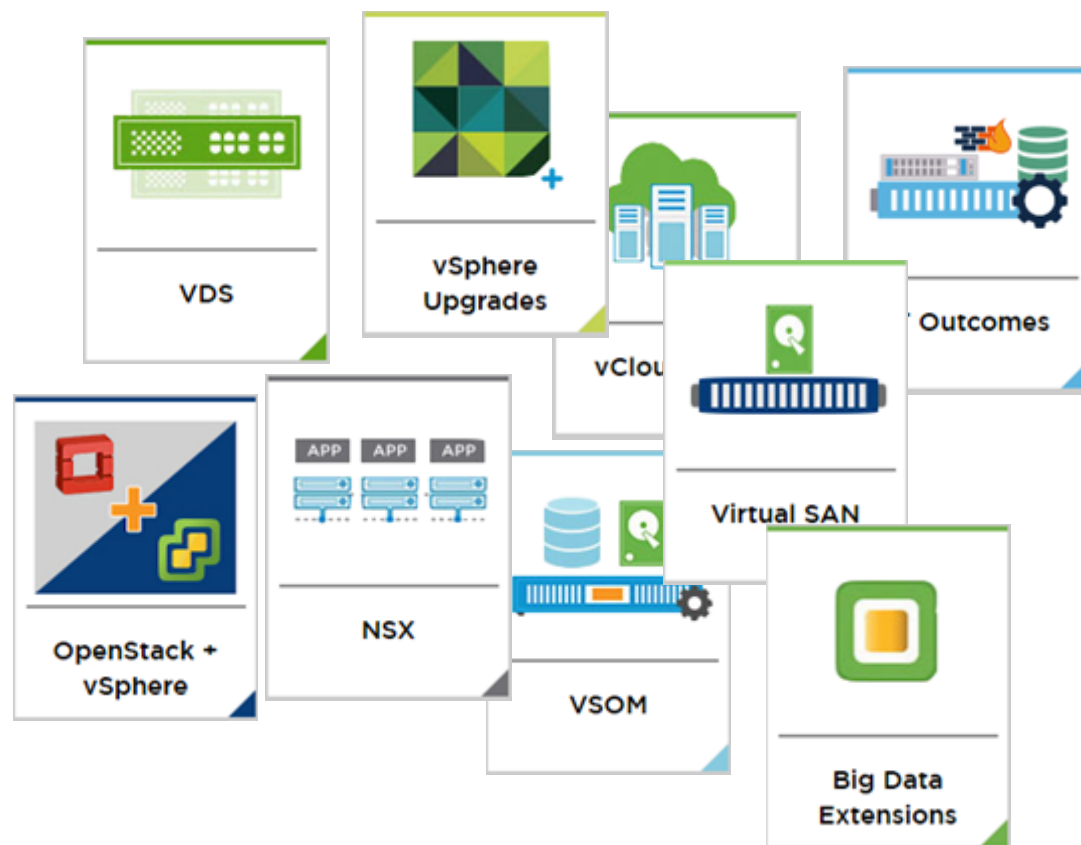 VDS
vSphere
Upgrades
Outcomes
OpenStack +
vSphere
APP APP APP
NSX
Virtual SAN
VSOM
Big Data
Extensions